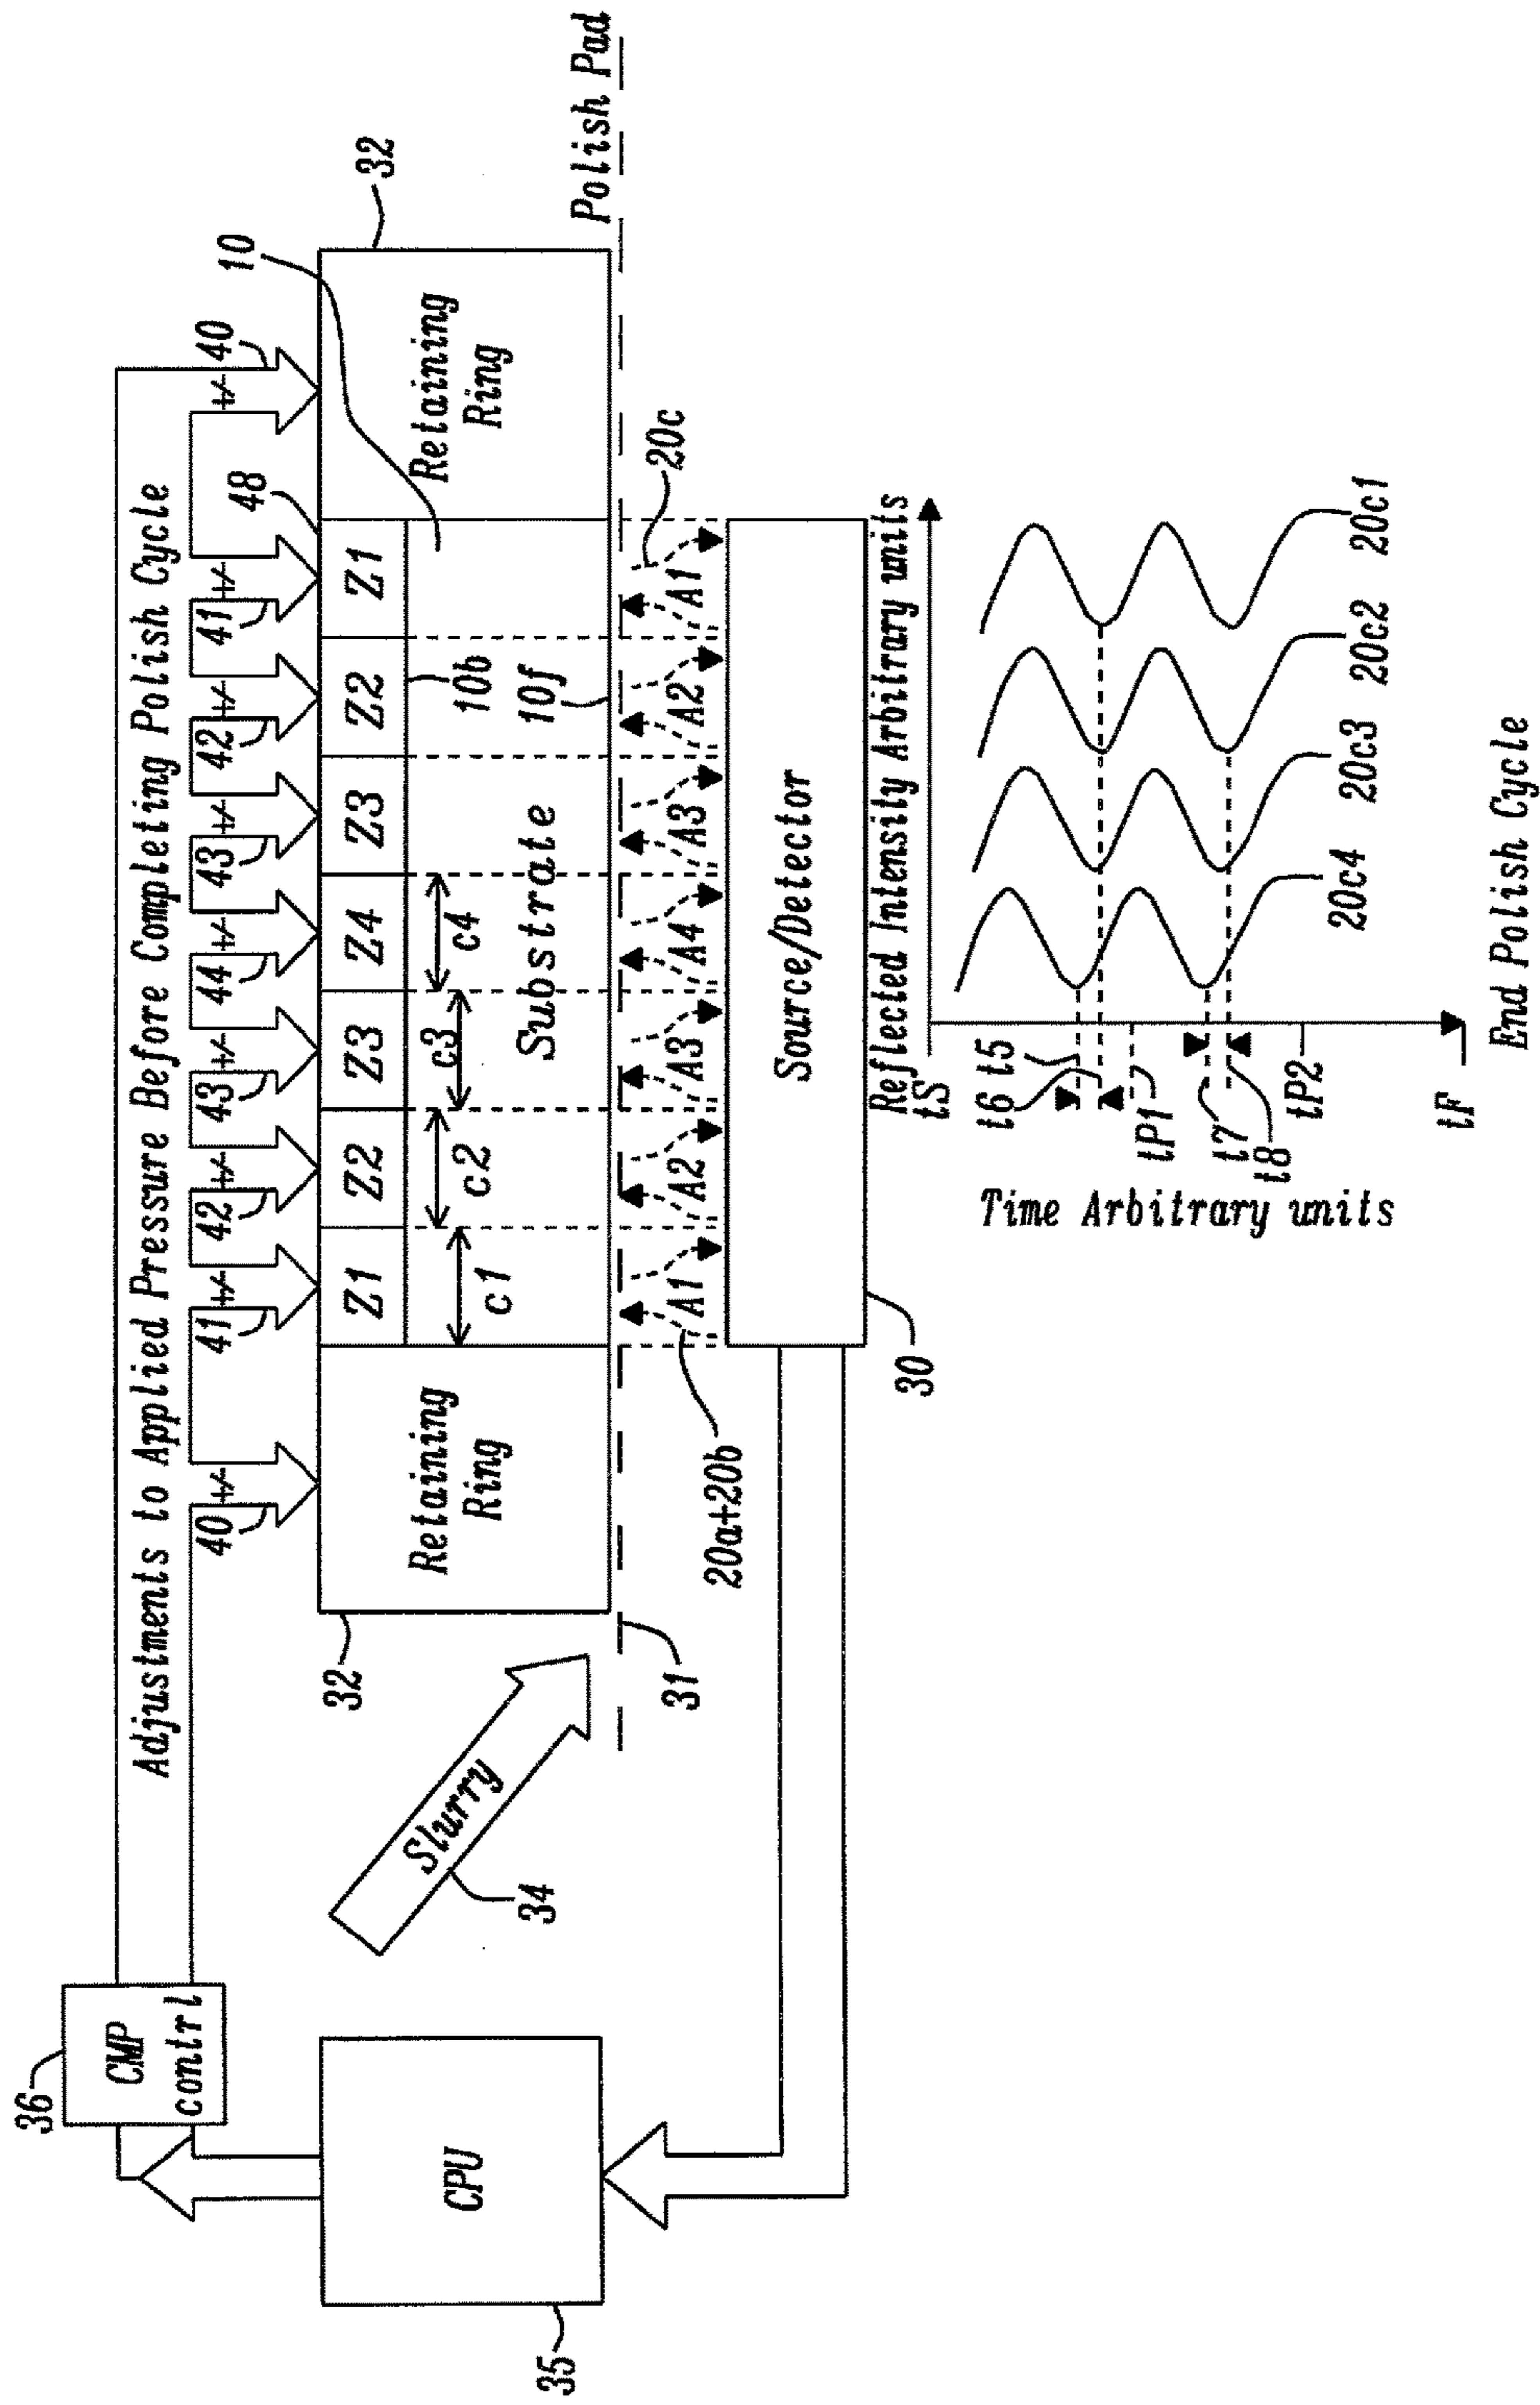 Adjustments to Applied Pressure Before Completing Polish Cycle
36
CMP
contrl
40
41
42
43
44
43
42
41
48
40
10
32
32
Retaining
Ring
Z1
Z2
Z3
Z4
Z3
Z2
Z1
Retaining
Ring
10b
c1
c2
c3
c4
Substrate
10f
Slurry
34
Polish Pad
31
CPU
35
20a+20b
A1
A2
A3
A4
A3
A2
A1
20c
Source/Detector
30
Reflected Intensity Arbitrary units
tS
t5
t6
tP1
t7
t8
tP2
tF
Time Arbitrary units
20c4
20c3
20c2
20c1
End Polish Cycle